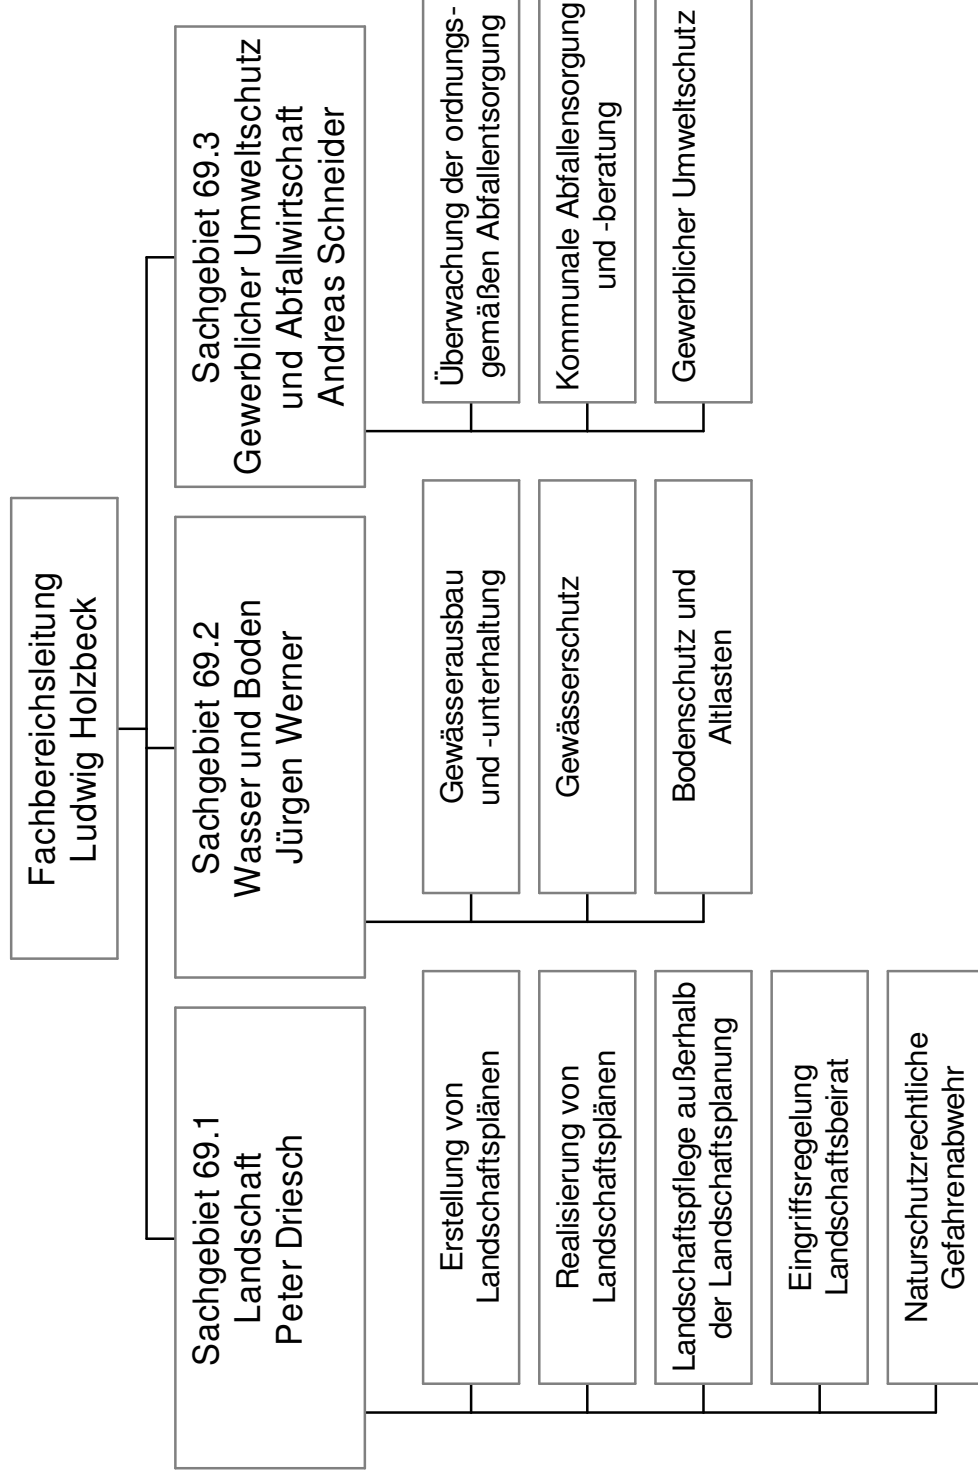 Fachbereichsleitung
Ludwig Holzbeck
Sachgebiet 69.1
Landschaft
Peter Driesch
Erstellung von
Landschaftsplänen
Realisierung von
Landschaftsplänen
Landschaftspflege außerhalb
der Landschaftsplanung
Eingriffsregelung
Landschaftsbeirat
Naturschutzrechtliche
Gefahrenabwehr
Sachgebiet 69.2
Wasser und Boden
Jürgen Werner
Gewässerausbau
und -unterhaltung
Gewässerschutz
Bodenschutz und
Altlasten
Sachgebiet 69.3
Gewerblicher Umweltschutz
und Abfallwirtschaft
Andreas Schneider
Überwachung der ordnungs-
gemäßen Abfallentsorgung
Kommunale Abfallensorgung
und -beratung
Gewerblicher Umweltschutz